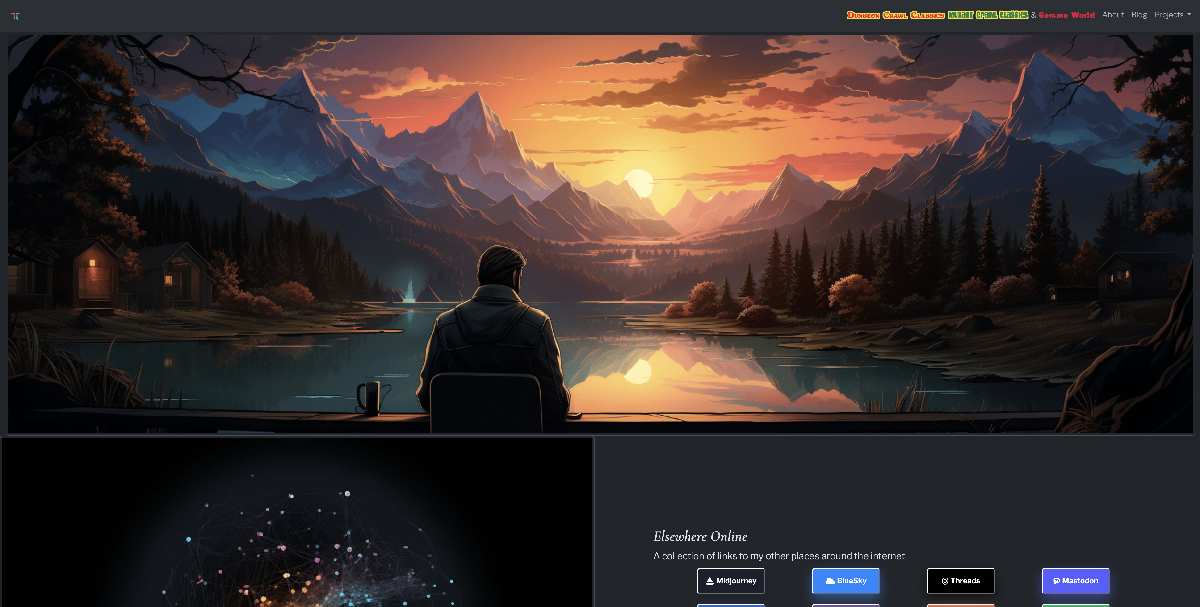 Dungeon Crawl Classics Mutant Crawl Classics & Gamma World About Blog Projects
Elsewhere Online
A collection of links to my other places around the internet
Midjourney BlueSky Threads Mastodon